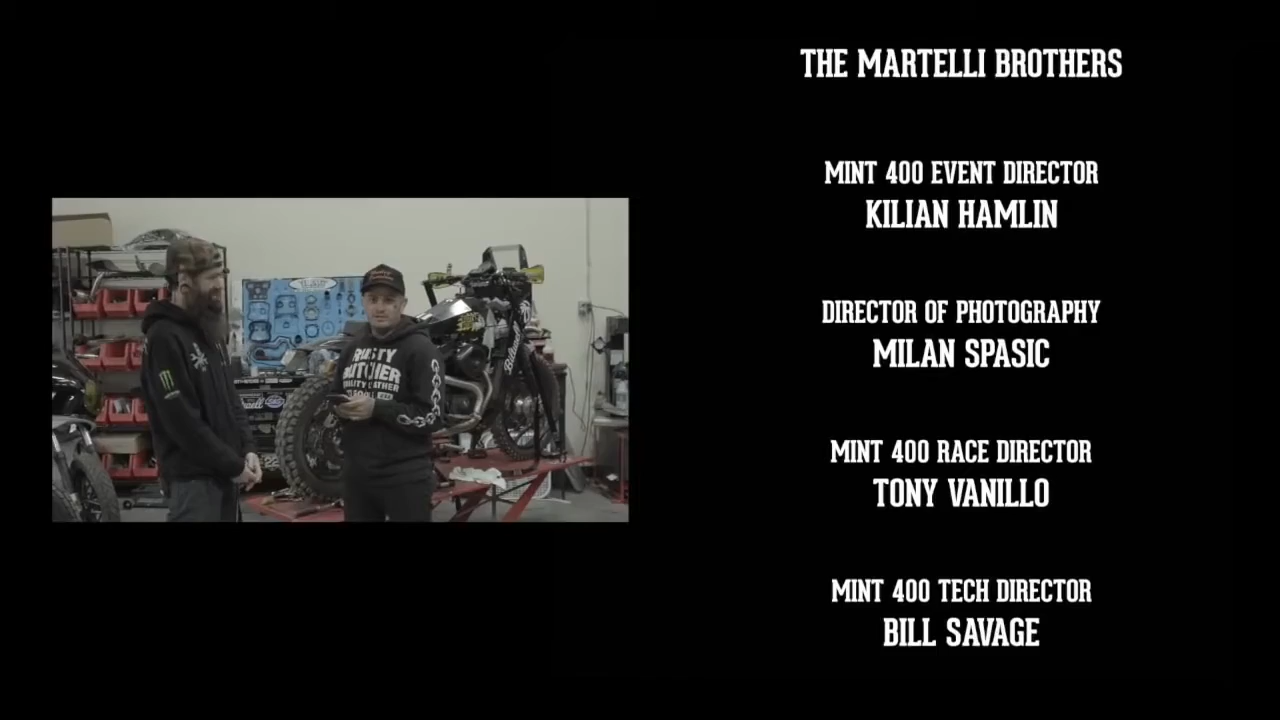 THE MARTELLI BROTHERS
MINT 400 EVENT DIRECTOR
KILIAN HAMLIN
DIRECTOR OF PHOTOGRAPHY
MILAN SPASIC
MINT 400 RACE DIRECTOR
TONY VANILLO
MINT 400 TECH DIRECTOR
BILL SAVAGE
RUSTY
BUTCHER